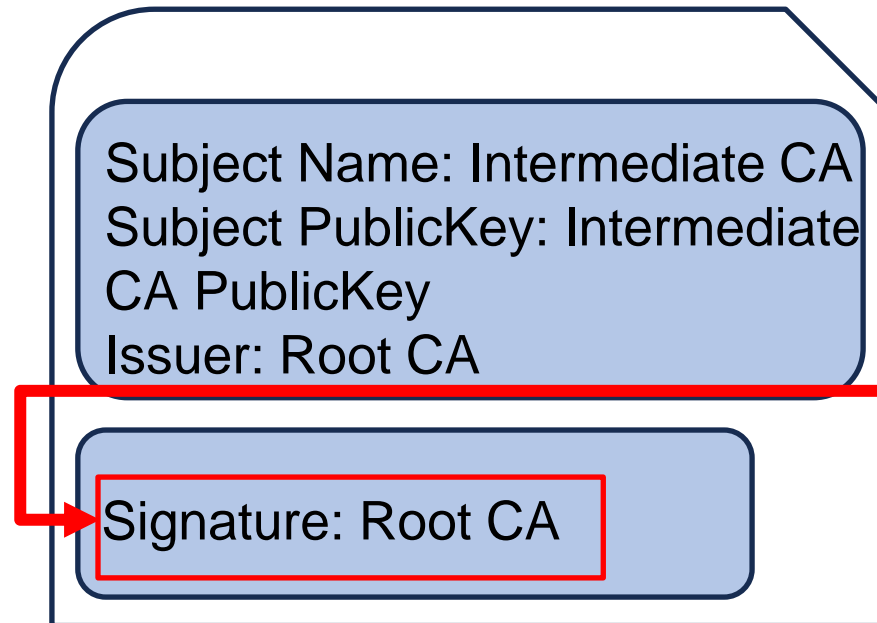 Subject Name: Intermediate CA
Subject PublicKey: Intermediate
CA PublicKey
Issuer: Root CA
Signature: Root CA